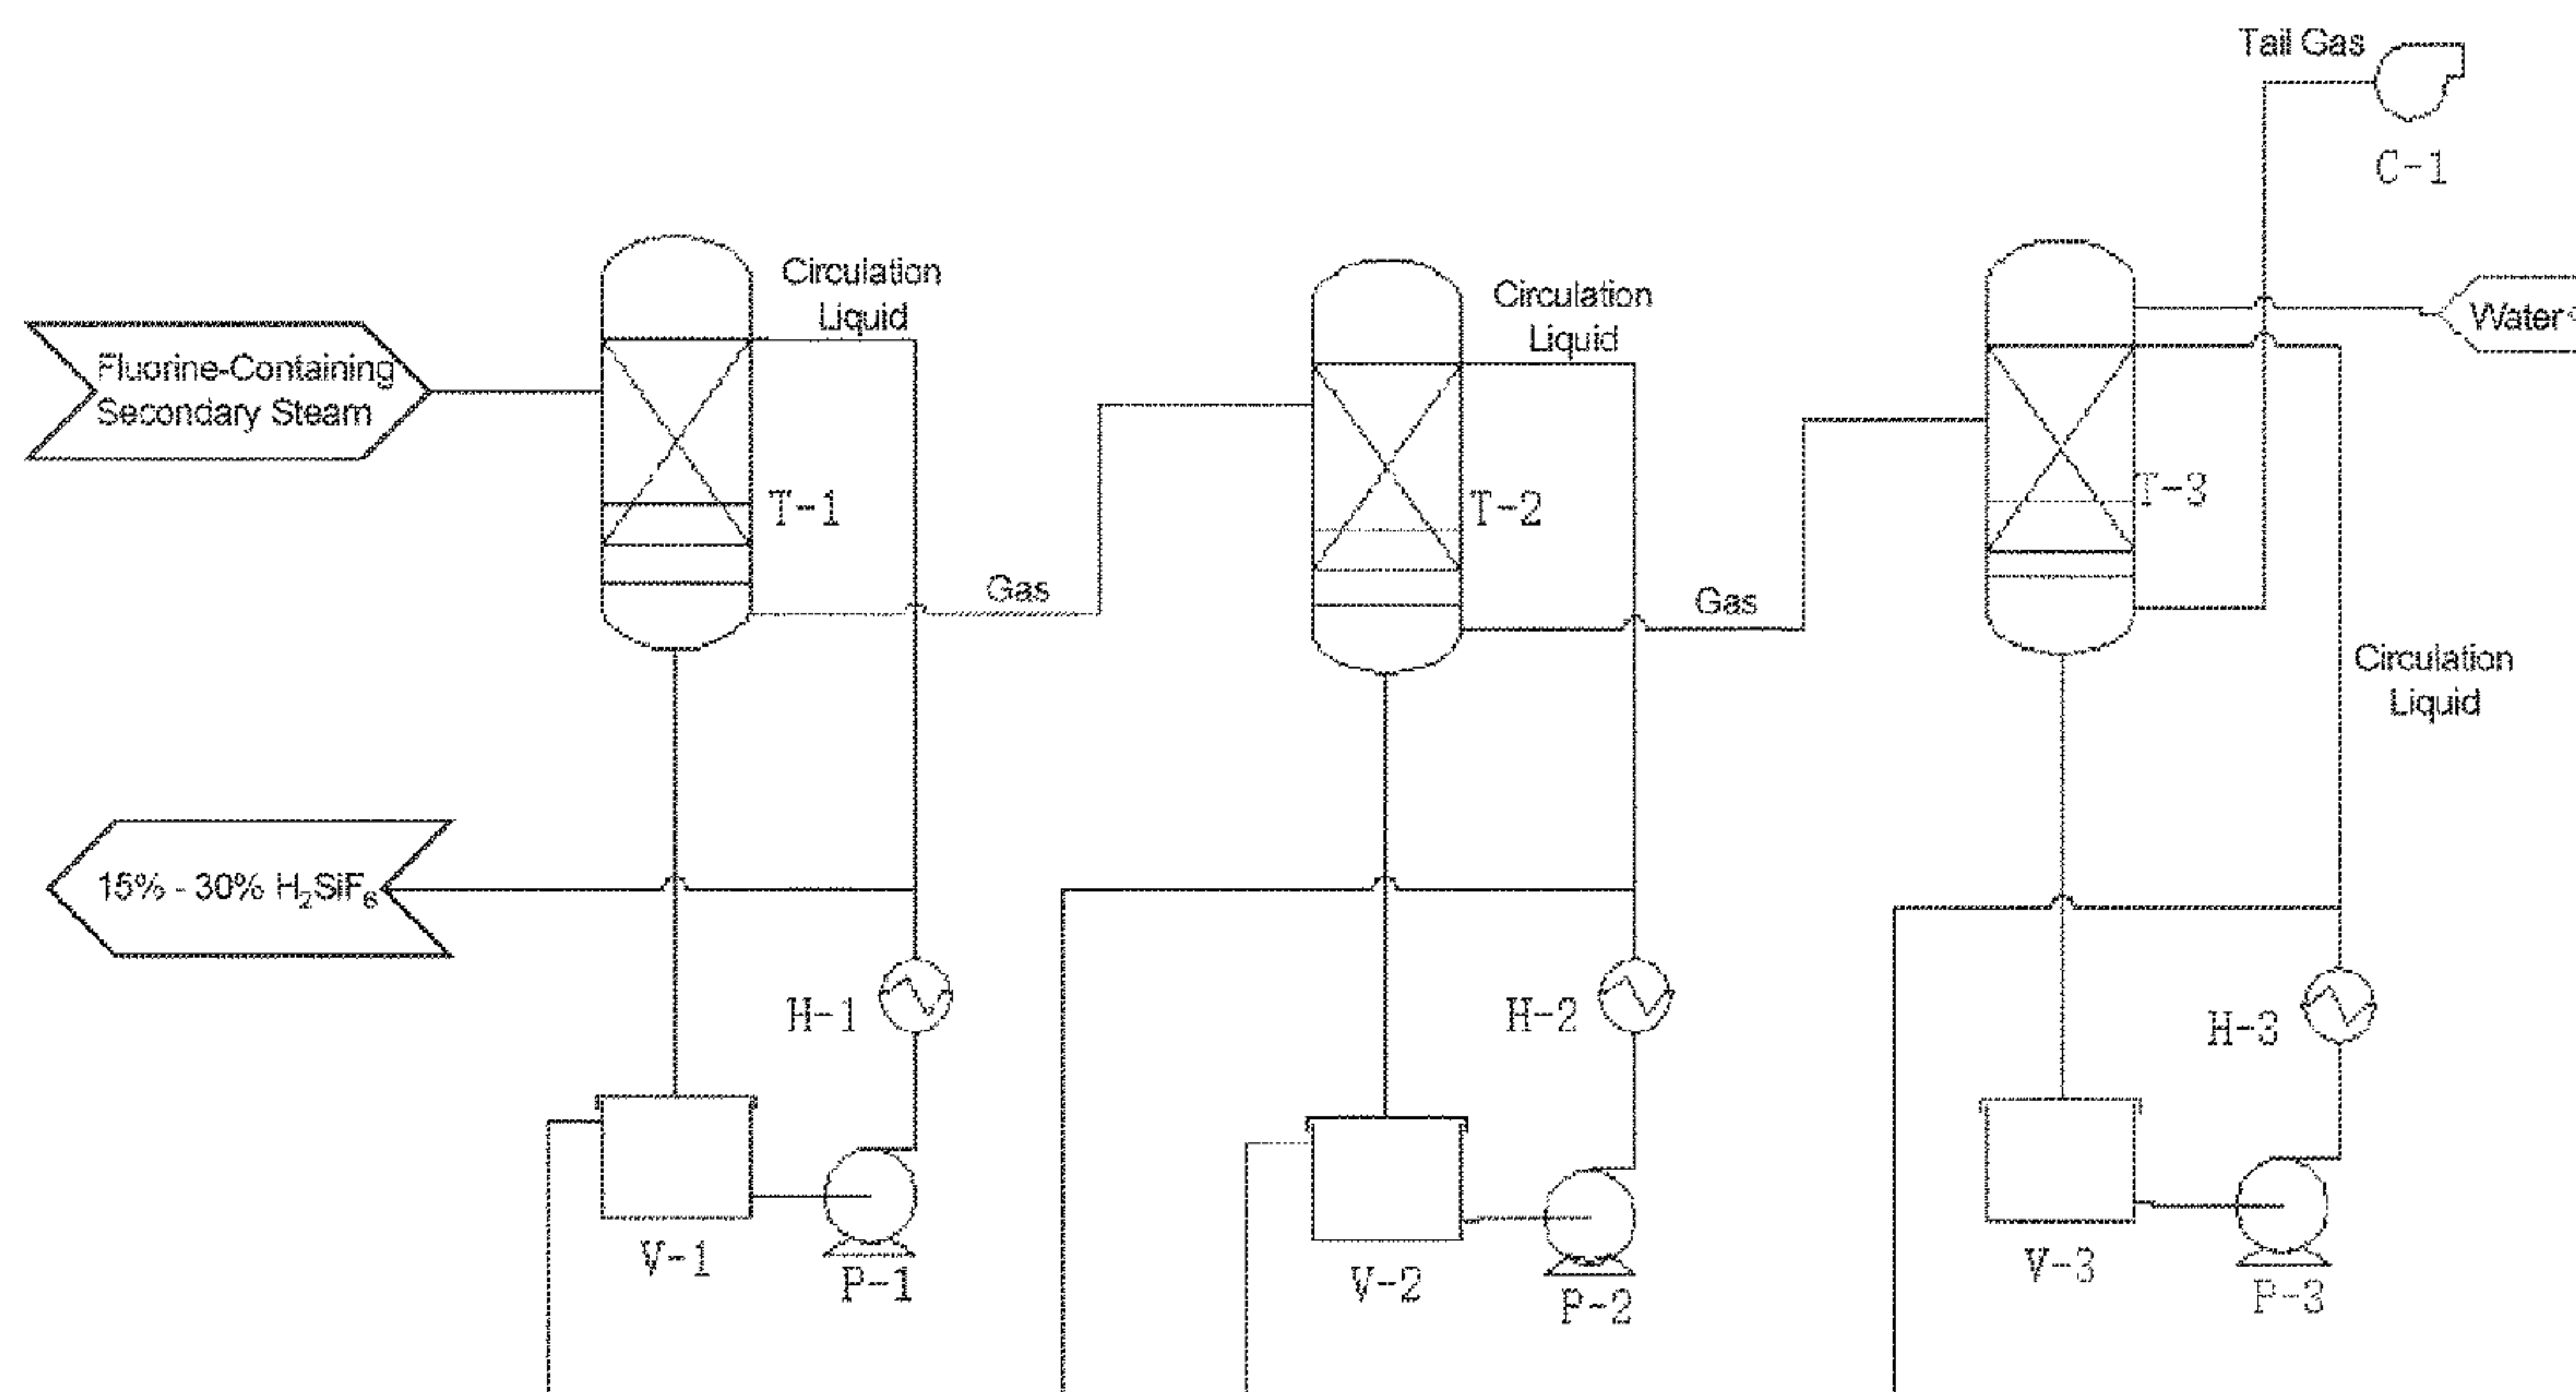 Tail Gas
C-1
Circulation
Liquid
Circulation
Liquid
Water
Fluorine-Containing
Secondary Steam
T-1
T-2
T-3
Gas
Gas
Circulation
Liquid
15% - 30% H₂SiF₆
H-1
H-2
H-3
V-1
P-1
V-2
P-2
V-3
P-3